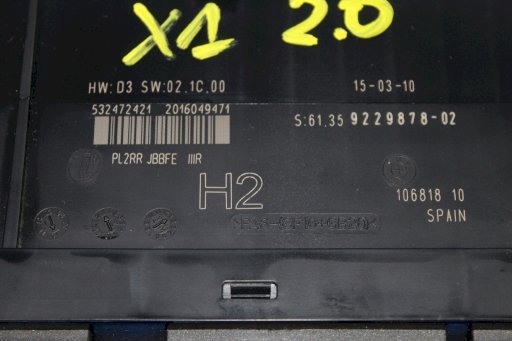 X1 2.0
HW: D3 SW:02.1C.00 15-03-10
532472421 2016049471
S:61.35 9229878-02
PL2RR JBBFE IIIR
H2
106818 10
SPAIN